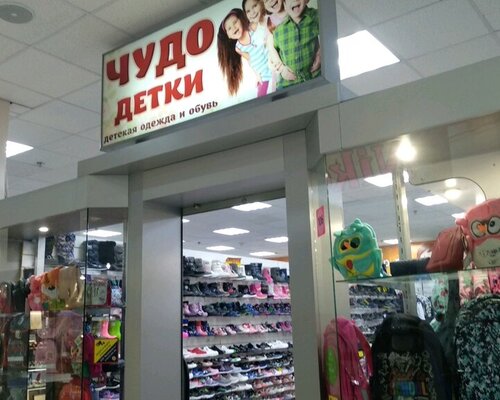 ЧУДО
ДЕТКИ
детская одежда и обувь